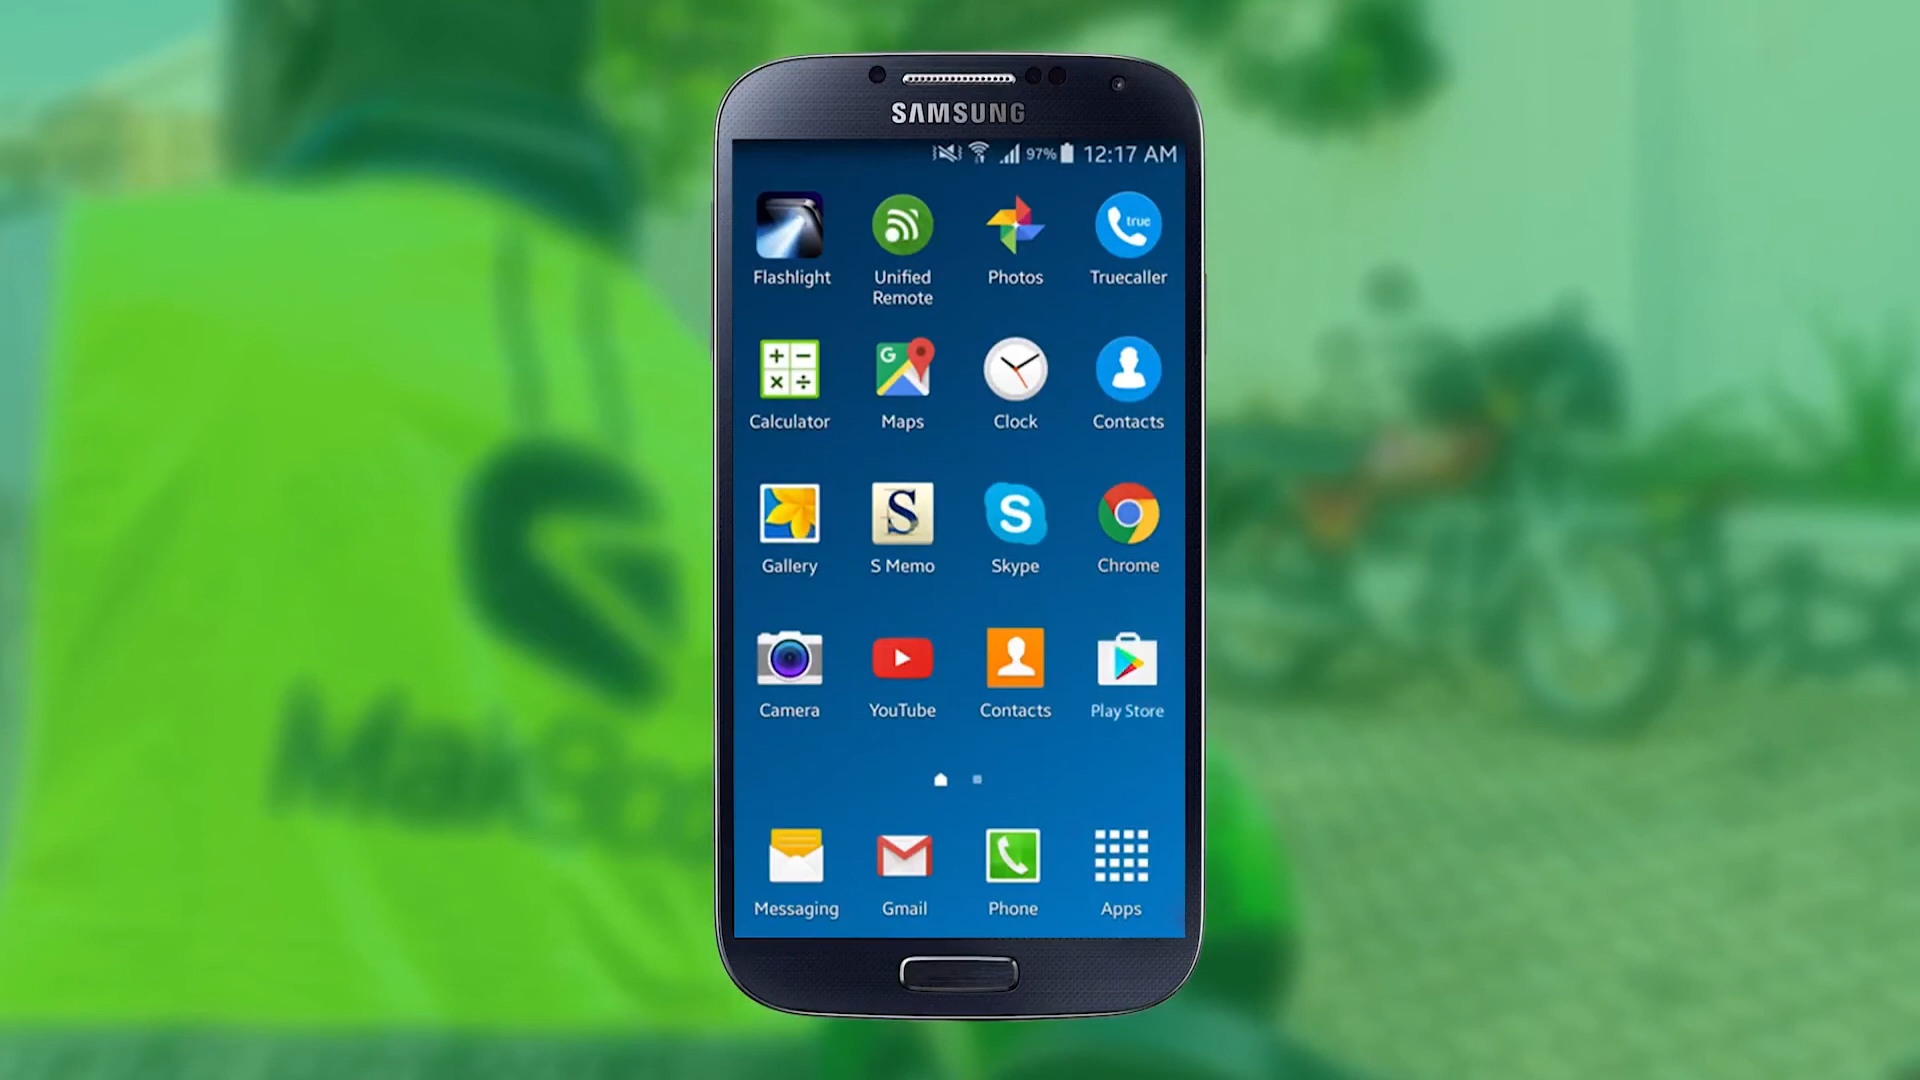 SAMSUNG
97% 12:17 AM
true
Flashlight Unified Remote Photos Truecaller
+ − × ÷
G
Calculator Maps Clock Contacts
S S
Gallery S Memo Skype Chrome
Camera YouTube Contacts Play Store
Messaging Gmail Phone Apps